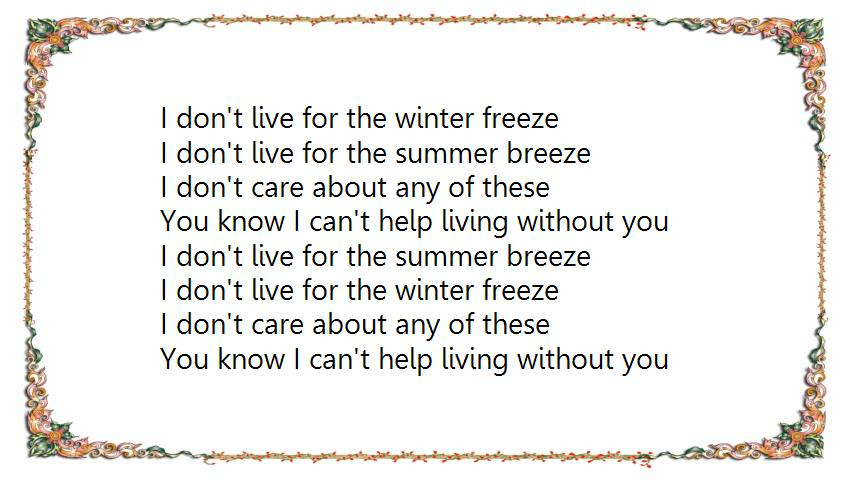 I don't live for the winter freeze
I don't live for the summer breeze
I don't care about any of these
You know I can't help living without you
I don't live for the summer breeze
I don't live for the winter freeze
I don't care about any of these
You know I can't help living without you